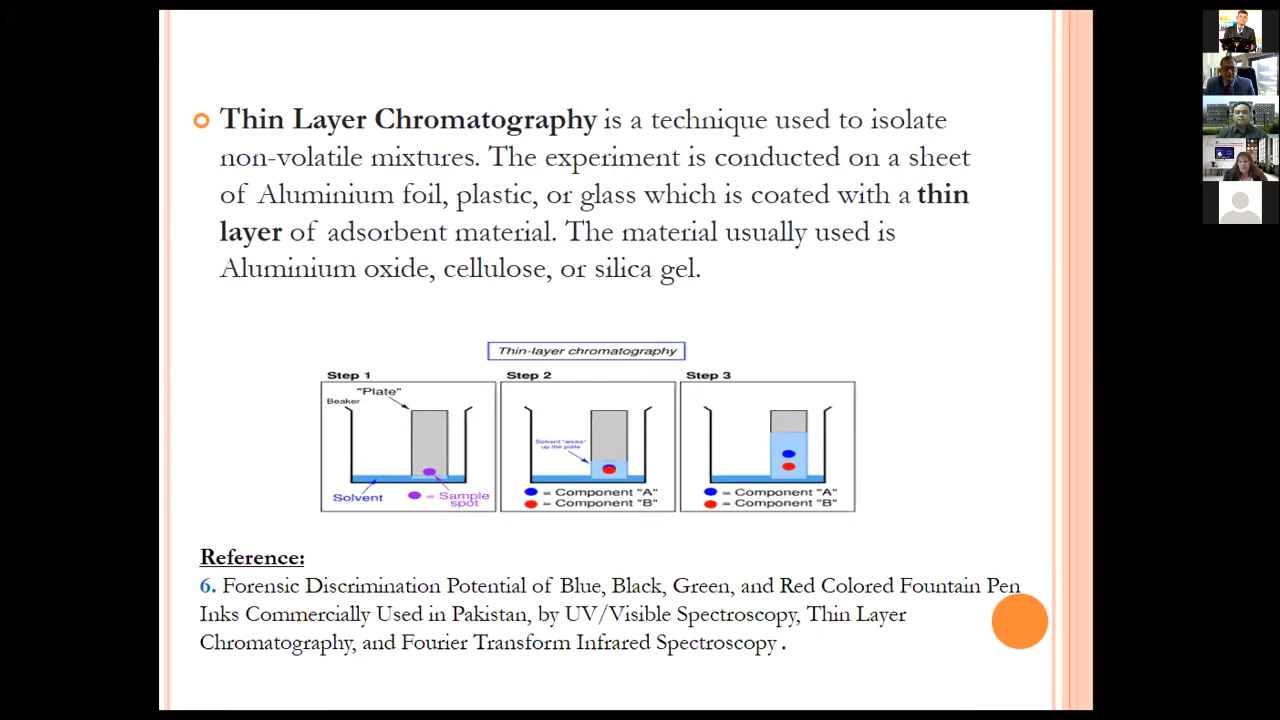 Thin Layer Chromatography is a technique used to isolate
non-volatile mixtures. The experiment is conducted on a sheet
of Aluminium foil, plastic, or glass which is coated with a thin
layer of adsorbent material. The material usually used is
Aluminium oxide, cellulose, or silica gel.
Thin-layer chromatography
Step 1
"Plate"
Beaker
Solvent
= Sample
spot
Step 2
Solvent "wicks"
up the plate
= Component "A"
= Component "B"
Step 3
= Component "A"
= Component "B"
Reference:
6. Forensic Discrimination Potential of Blue, Black, Green, and Red Colored Fountain Pen
Inks Commercially Used in Pakistan, by UV/Visible Spectroscopy, Thin Layer
Chromatography, and Fourier Transform Infrared Spectroscopy .